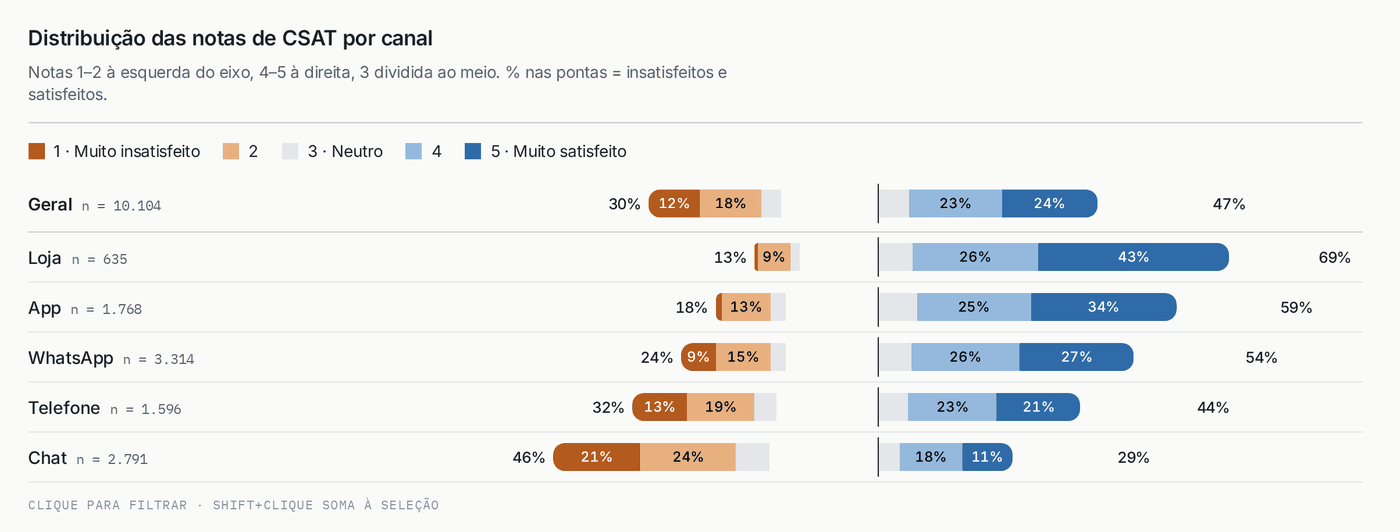 Distribuição das notas de CSAT por canal
Notas 1–2 à esquerda do eixo, 4–5 à direita, 3 dividida ao meio. % nas pontas = insatisfeitos e
satisfeitos.
1 · Muito insatisfeito 2 3 · Neutro 4 5 · Muito satisfeito
Geral n = 10.104 30% 12% 18% 23% 24% 47%
Loja n = 635 13% 9% 26% 43% 69%
App n = 1.768 18% 13% 25% 34% 59%
WhatsApp n = 3.314 24% 9% 15% 26% 27% 54%
Telefone n = 1.596 32% 13% 19% 23% 21% 44%
Chat n = 2.791 46% 21% 24% 18% 11% 29%
CLIQUE PARA FILTRAR · SHIFT+CLIQUE SOMA À SELEÇÃO